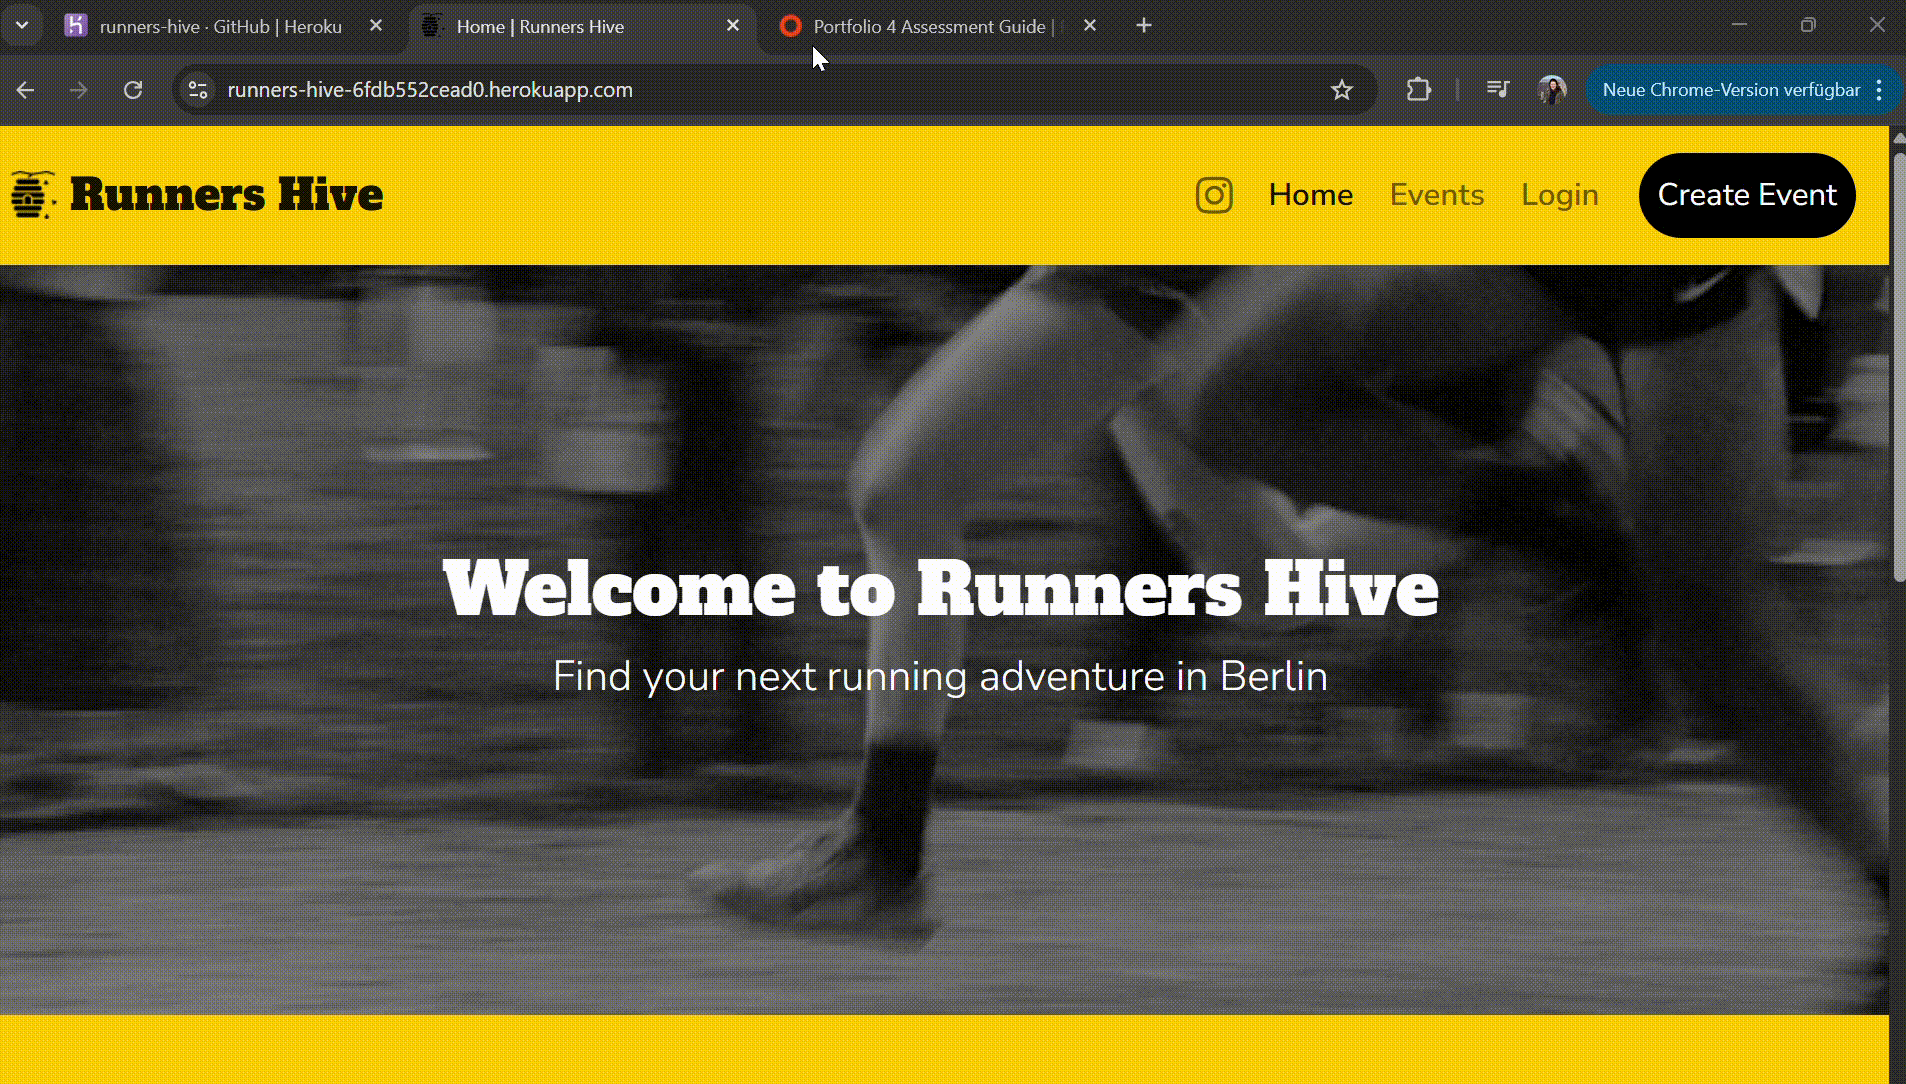 runners-hive · GitHub | Heroku
Home | Runners Hive
Portfolio 4 Assessment Guide |
runners-hive-6fdb552cead0.herokuapp.com
Neue Chrome-Version verfügbar
Runners Hive
Home
Events
Login
Create Event
Welcome to Runners Hive
Find your next running adventure in Berlin